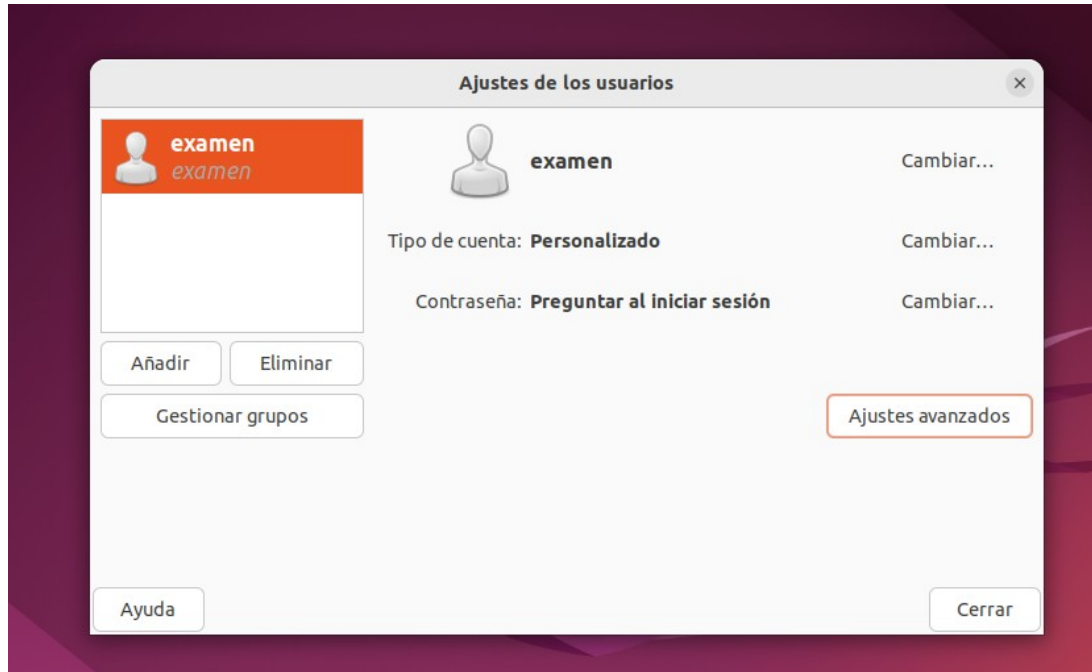 Ajustes de los usuarios
examen
examen
examen
Cambiar...
Tipo de cuenta: Personalizado
Cambiar...
Contraseña: Preguntar al iniciar sesión
Cambiar...
Añadir
Eliminar
Gestionar grupos
Ajustes avanzados
Ayuda
Cerrar